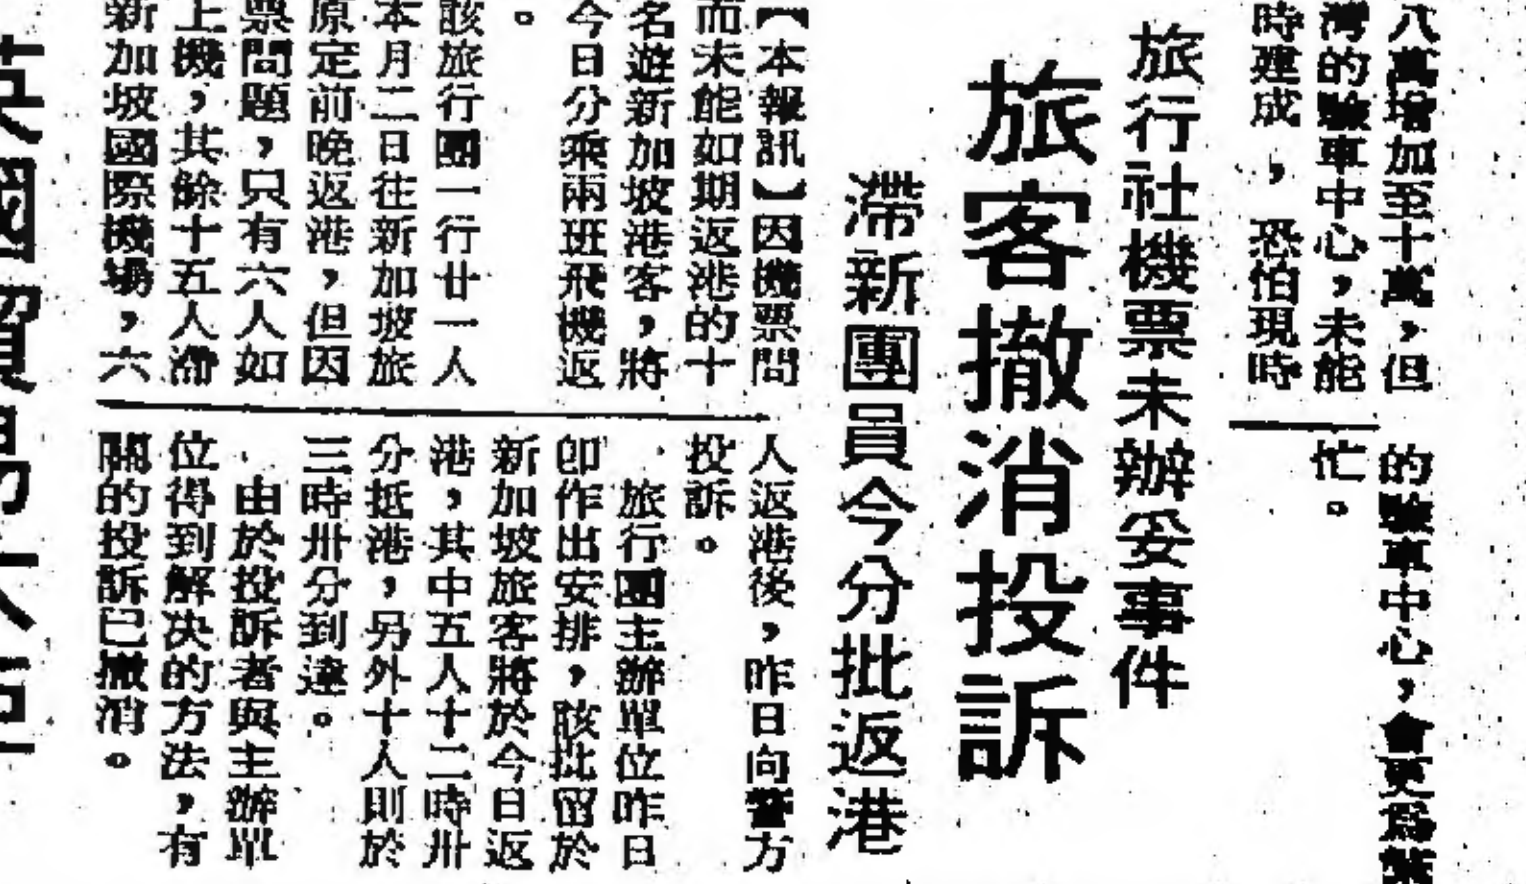 八萬增加至十萬，但
灣的驗車中心，未能
時建成，恐怕現時
的驗車中心，會更爲繁
忙。
旅行社機票未辦妥事件
旅客撤消投訴
滯新團員今分批返港
【本報訊】因機票問
而未能如期返港的十
名遊新加坡港客，將
今日分乘兩班飛機返
。
該旅行團一行廿一人
本月二日往新加坡旅
原定前晚返港，但因
票問題，只有六人如
上機，其餘十五人滯
新加坡國際機場，六
人返港後，昨日向警方
投訴。
旅行團主辦單位昨日
卽作出安排，該批留於
新加坡旅客將於今日返
港，其中五人十二時卅
分抵港，另外十人則於
三時卅分到達。
由於投訴者與主辦單
位得到解決的方法，有
關的投訴已撤消。
英國貿易